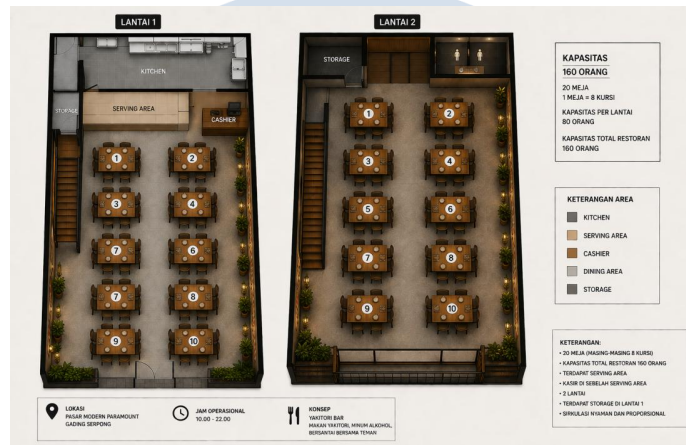 LANTAI 1
KITCHEN
STORAGE
SERVING AREA
CASHIER
1
2
3
4
7
6
7
8
9
10
LANTAI 2
STORAGE
1
2
3
4
5
6
7
8
9
10
KAPASITAS
160 ORANG
20 MEJA
1 MEJA = 8 KURSI
KAPASITAS PER LANTAI
80 ORANG
KAPASITAS TOTAL RESTORAN
160 ORANG
KETERANGAN AREA
KITCHEN
SERVING AREA
CASHIER
DINING AREA
STORAGE
KETERANGAN:
• 20 MEJA (MASING-MASING 8 KURSI)
• KAPASITAS TOTAL RESTORAN 160 ORANG
• TERDAPAT SERVING AREA
• KASIR DI SEBELAH SERVING AREA
• 2 LANTAI
• TERDAPAT STORAGE DI LANTAI 1
• SIRKULASI NYAMAN DAN PROPORSIONAL
LOKASI
PASAR MODERN PARAMOUNT
GADING SERPONG
JAM OPERASIONAL
10.00 - 22.00
KONSEP
YAKITORI BAR
MAKAN YAKITORI, MINUM ALKOHOL,
BERSANTAI BERSAMA TEMAN